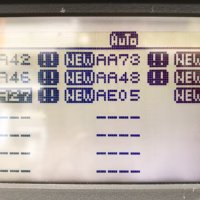 AUTO
A42 !! NEW AA73 !! NEW
A46 !! NEW AA48 !! NEW
A27 !! NEW AE05 NEW
---- ----
---- ----
---- ----